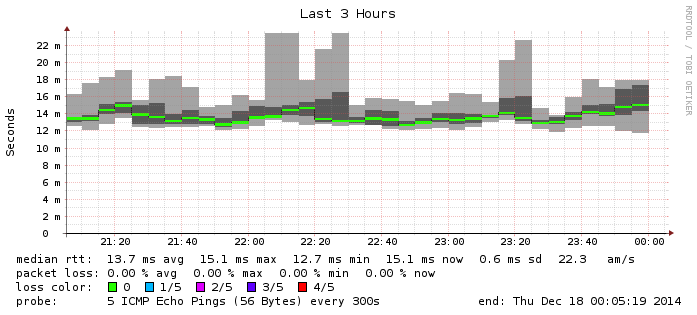 Last 3 Hours
RRDTOOL / TOBI OETIKER
Seconds
22 m
20 m
18 m
16 m
14 m
12 m
10 m
8 m
6 m
4 m
2 m
0
21:20 21:40 22:00 22:20 22:40 23:00 23:20 23:40 00:00
median rtt: 13.7 ms avg 15.1 ms max 12.7 ms min 15.1 ms now 0.6 ms sd 22.3 am/s
packet loss: 0.00 % avg 0.00 % max 0.00 % min 0.00 % now
loss color: 0 1/5 2/5 3/5 4/5
probe: 5 ICMP Echo Pings (56 Bytes) every 300s end: Thu Dec 18 00:05:19 2014